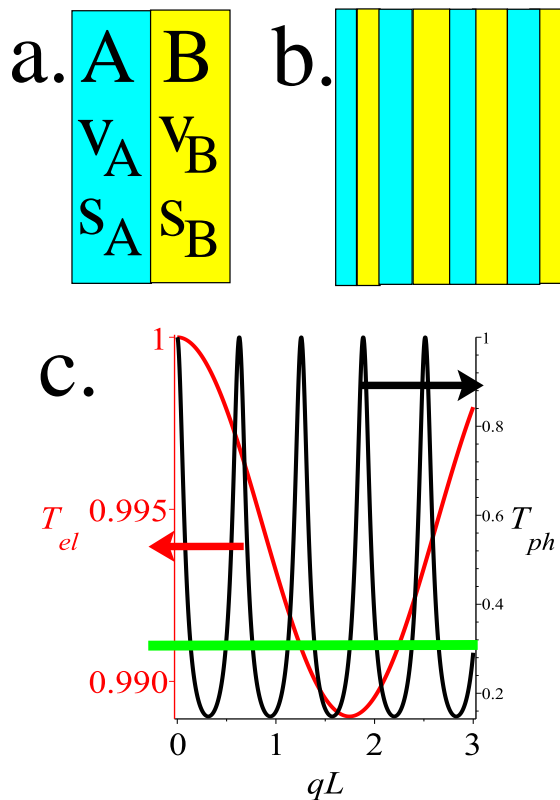 a. A B
v_A v_B
s_A s_B
b.
c.
1
0.995
0.990
T_el
1
0.8
0.6
0.4
0.2
T_ph
0 1 2 3
qL